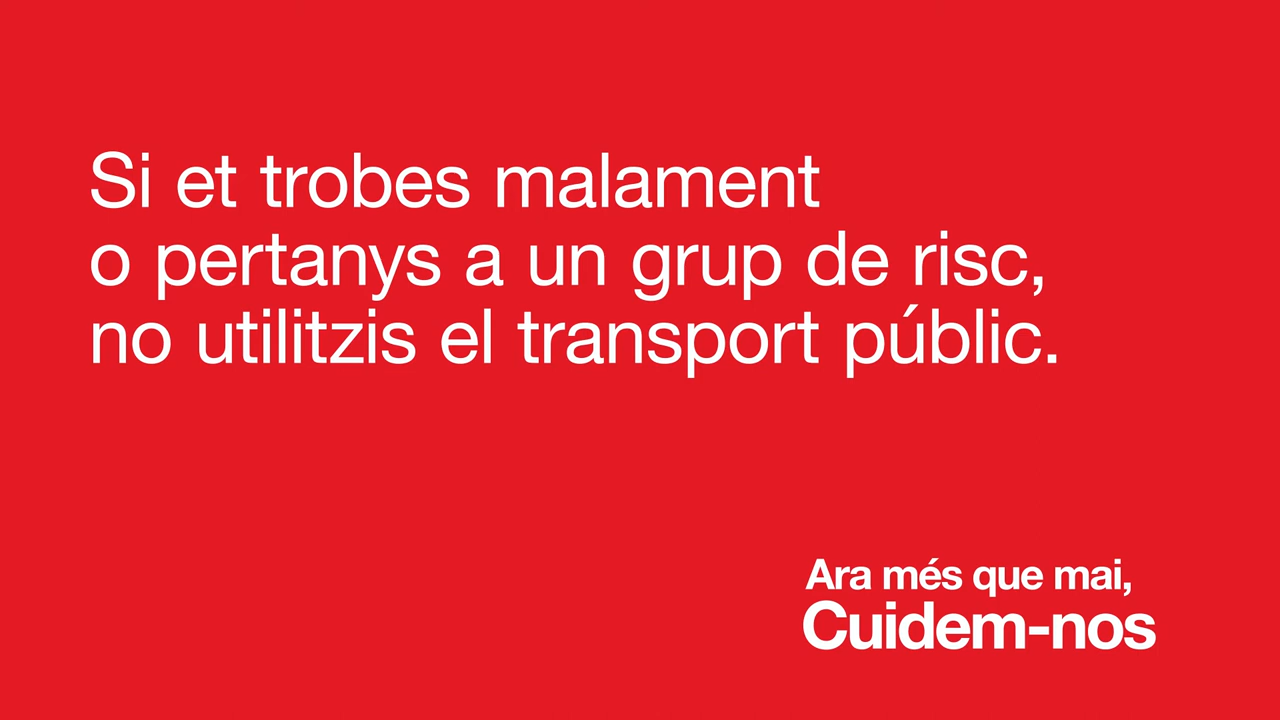 Si et trobes malament
o pertanys a un grup de risc,
no utilitzis el transport públic.
Ara més que mai,
Cuidem-nos